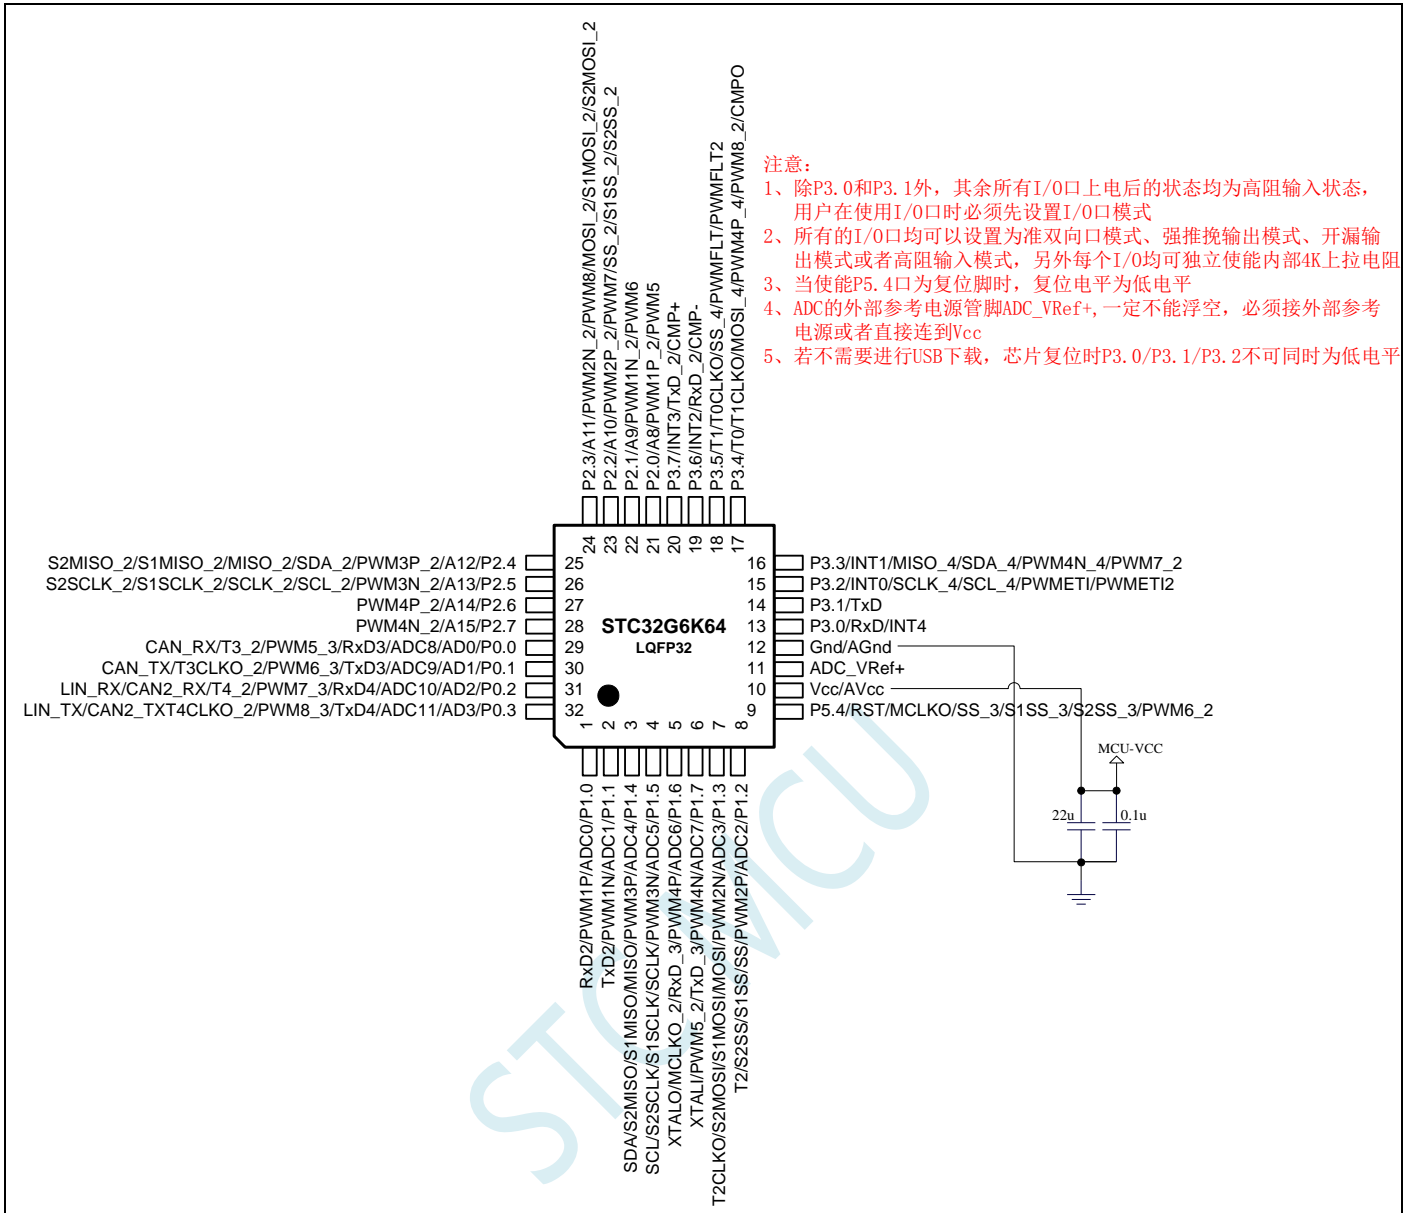 P2.3/A11/PWM2N_2/PWM8/MOSI_2/S1MOSI_2/S2MOSI_2
P2.2/A10/PWM2P_2/PWM7/SS_2/S1SS_2/S2SS_2
P2.1/A9/PWM1N_2/PWM6
P2.0/A8/PWM1P_2/PWM5
P3.7/INT3/TxD_2/CMP+
P3.6/INT2/RxD_2/CMP-
P3.5/T1/T0CLKO/SS_4/PWMFLT/PWMFLT2
P3.4/T0/T1CLKO/MOSI_4/PWM4P_4/PWM8_2/CMPO
注意：
1、除P3.0和P3.1外，其余所有I/O口上电后的状态均为高阻输入状态，
用户在使用I/O口时必须先设置I/O口模式
2、所有的I/O口均可以设置为准双向口模式、强推挽输出模式、开漏输
出模式或者高阻输入模式，另外每个I/O均可独立使能内部4K上拉电阻
3、当使能P5.4口为复位脚时，复位电平为低电平
4、ADC的外部参考电源管脚ADC_VRef+,一定不能浮空，必须接外部参考
电源或者直接连到Vcc
5、若不需要进行USB下载，芯片复位时P3.0/P3.1/P3.2不可同时为低电平
24 23 22 21 20 19 18 17
S2MISO_2/S1MISO_2/MISO_2/SDA_2/PWM3P_2/A12/P2.4 25
S2SCLK_2/S1SCLK_2/SCLK_2/SCL_2/PWM3N_2/A13/P2.5 26
PWM4P_2/A14/P2.6 27
PWM4N_2/A15/P2.7 28
CAN_RX/T3_2/PWM5_3/RxD3/ADC8/AD0/P0.0 29
CAN_TX/T3CLKO_2/PWM6_3/TxD3/ADC9/AD1/P0.1 30
LIN_RX/CAN2_RX/T4_2/PWM7_3/RxD4/ADC10/AD2/P0.2 31
LIN_TX/CAN2_TXT4CLKO_2/PWM8_3/TxD4/ADC11/AD3/P0.3 32
STC32G6K64
LQFP32
16 P3.3/INT1/MISO_4/SDA_4/PWM4N_4/PWM7_2
15 P3.2/INT0/SCLK_4/SCL_4/PWMETI/PWMETI2
14 P3.1/TxD
13 P3.0/RxD/INT4
12 Gnd/AGnd
11 ADC_VRef+
10 Vcc/AVcc
9 P5.4/RST/MCLKO/SS_3/S1SS_3/S2SS_3/PWM6_2
1 2 3 4 5 6 7 8
RxD2/PWM1P/ADC0/P1.0
TxD2/PWM1N/ADC1/P1.1
SDA/S2MISO/S1MISO/MISO/PWM3P/ADC4/P1.4
SCL/S2SCLK/S1SCLK/SCLK/PWM3N/ADC5/P1.5
XTALO/MCLKO_2/RxD_3/PWM4P/ADC6/P1.6
XTALI/PWM5_2/TxD_3/PWM4N/ADC7/P1.7
T2CLKO/S2MOSI/S1MOSI/MOSI/PWM2N/ADC3/P1.3
T2/S2SS/S1SS/SS/PWM2P/ADC2/P1.2
MCU-VCC
22u
0.1u
STC MCU